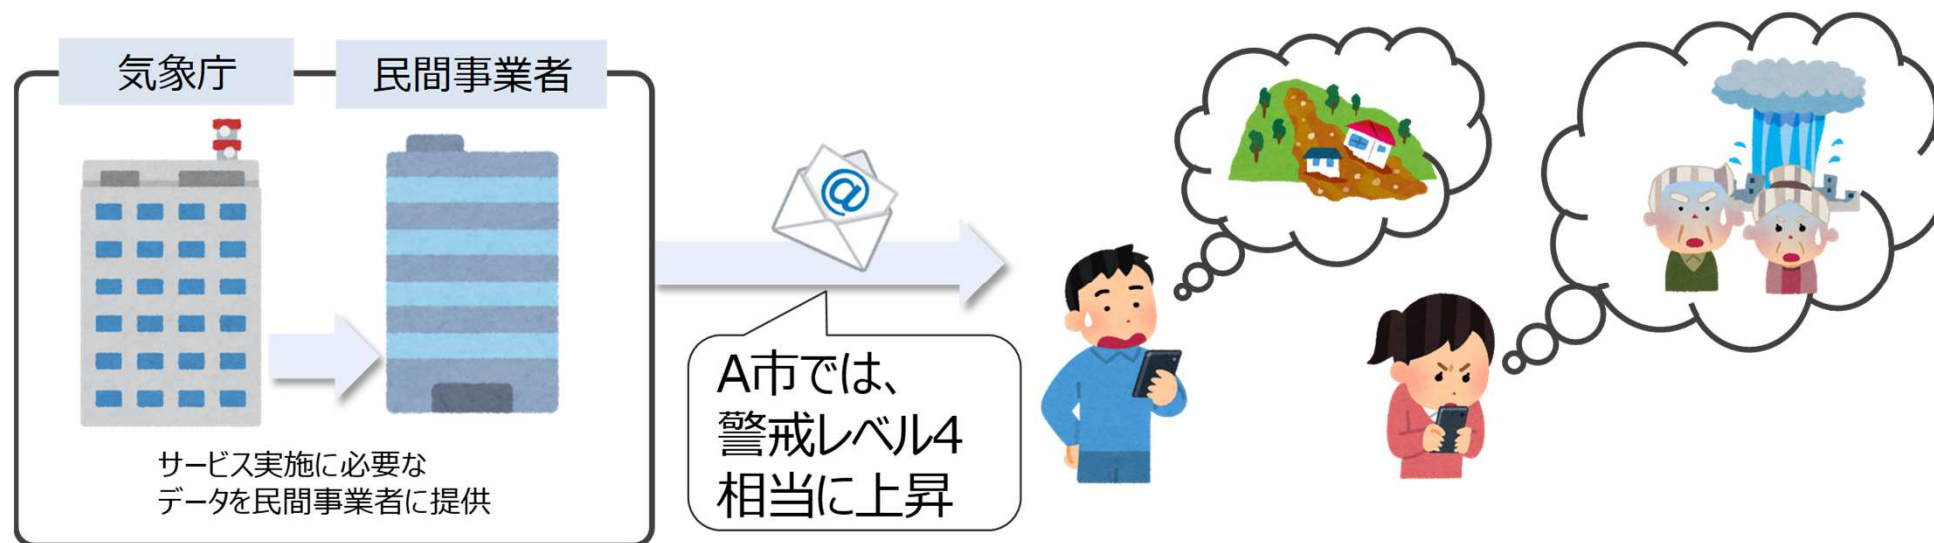 気象庁
民間事業者
サービス実施に必要な
データを民間事業者に提供
@
A市では、
警戒レベル4
相当に上昇